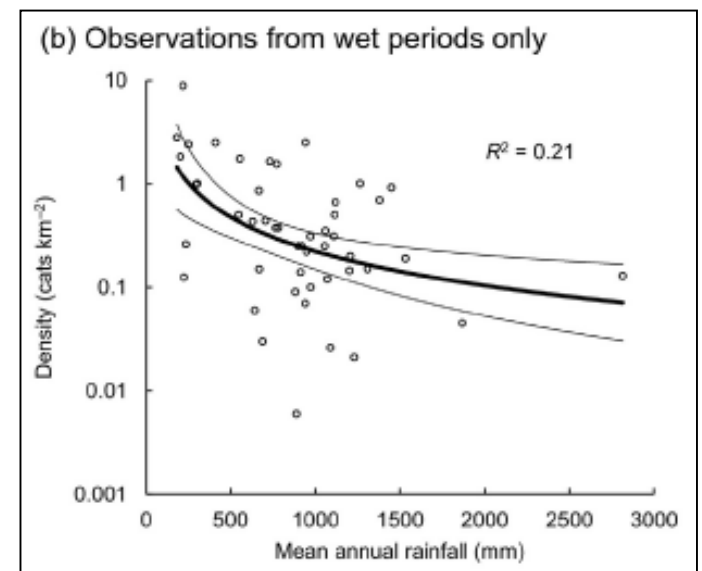 (b) Observations from wet periods only
10
R² = 0.21
1
Density (cats km⁻²)
0.1
0.01
0.001
0 500 1000 1500 2000 2500 3000
Mean annual rainfall (mm)